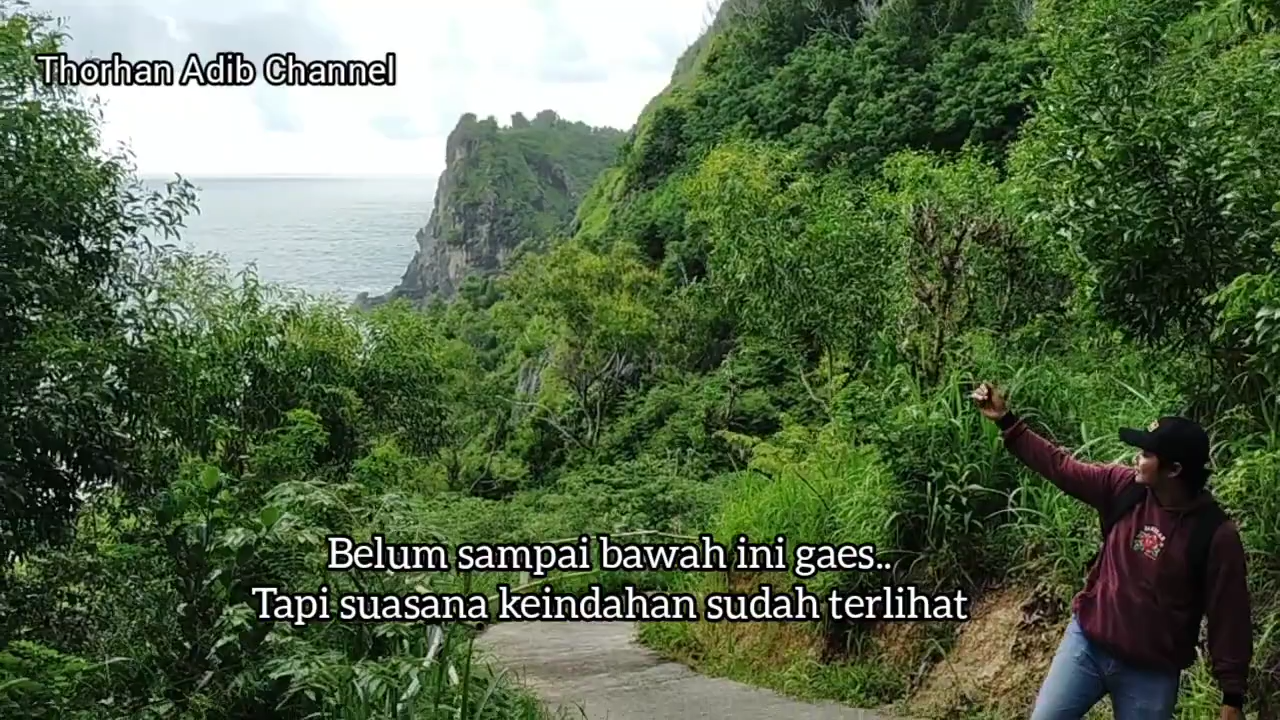 Thorhan Adib Channel
Belum sampai bawah ini gaes..
Tapi suasana keindahan sudah terlihat